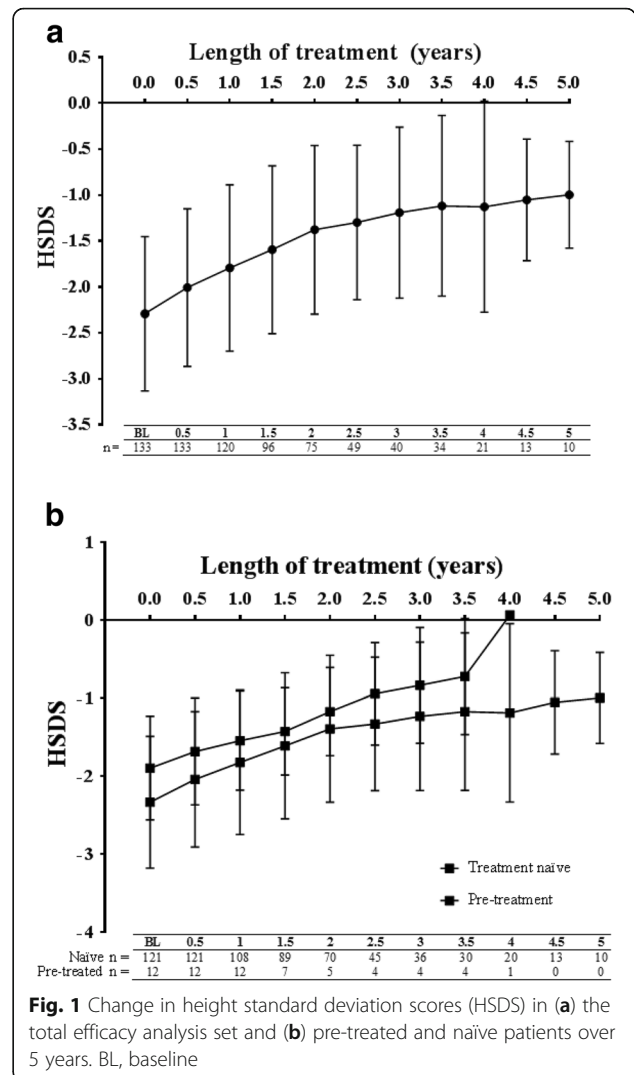 a
Length of treatment (years)
0.0 0.5 1.0 1.5 2.0 2.5 3.0 3.5 4.0 4.5 5.0
0.5
0.0
-0.5
-1.0
-1.5
-2.0
-2.5
-3.0
-3.5
HSDS
BL 0.5 1 1.5 2 2.5 3 3.5 4 4.5 5
n= 133 133 120 96 75 49 40 34 21 13 10
b
Length of treatment (years)
0.0 0.5 1.0 1.5 2.0 2.5 3.0 3.5 4.0 4.5 5.0
1
0
-1
-2
-3
-4
HSDS
Treatment naïve
Pre-treatment
BL 0.5 1 1.5 2 2.5 3 3.5 4 4.5 5
Naïve n = 121 121 108 89 70 45 36 30 20 13 10
Pre-treated n = 12 12 12 7 5 4 4 4 1 0 0
Fig. 1 Change in height standard deviation scores (HSDS) in (a) the
total efficacy analysis set and (b) pre-treated and naïve patients over
5 years. BL, baseline